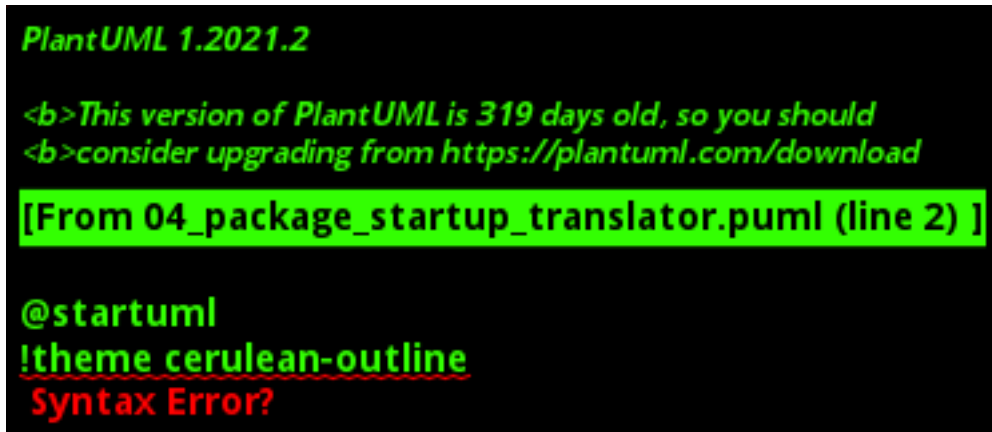 PlantUML 1.2021.2
<b>This version of PlantUML is 319 days old, so you should
<b>consider upgrading from https://plantuml.com/download
[From 04_package_startup_translator.puml (line 2) ]
@startuml
!theme cerulean-outline
Syntax Error?